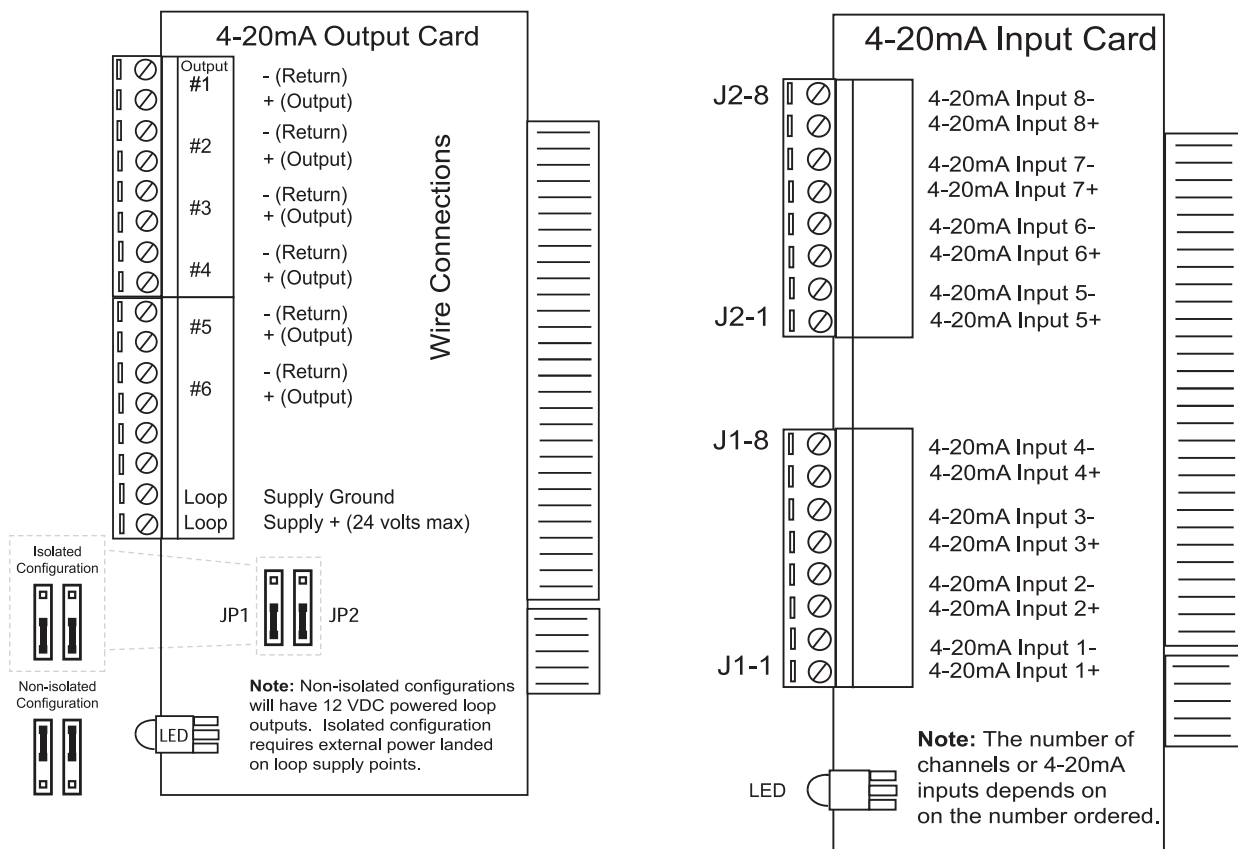 4-20mA Output Card
Output
#1
- (Return)
+ (Output)
#2
- (Return)
+ (Output)
#3
- (Return)
+ (Output)
#4
- (Return)
+ (Output)
#5
- (Return)
+ (Output)
#6
- (Return)
+ (Output)
Loop Supply Ground
Loop Supply + (24 volts max)
Wire Connections
Isolated
Configuration
JP1 JP2
Non-isolated
Configuration
LED
Note: Non-isolated configurations
will have 12 VDC powered loop
outputs. Isolated configuration
requires external power landed
on loop supply points.
4-20mA Input Card
J2-8
4-20mA Input 8-
4-20mA Input 8+
4-20mA Input 7-
4-20mA Input 7+
4-20mA Input 6-
4-20mA Input 6+
4-20mA Input 5-
J2-1
4-20mA Input 5+
J1-8
4-20mA Input 4-
4-20mA Input 4+
4-20mA Input 3-
4-20mA Input 3+
4-20mA Input 2-
4-20mA Input 2+
4-20mA Input 1-
J1-1
4-20mA Input 1+
LED
Note: The number of
channels or 4-20mA
inputs depends on
on the number ordered.